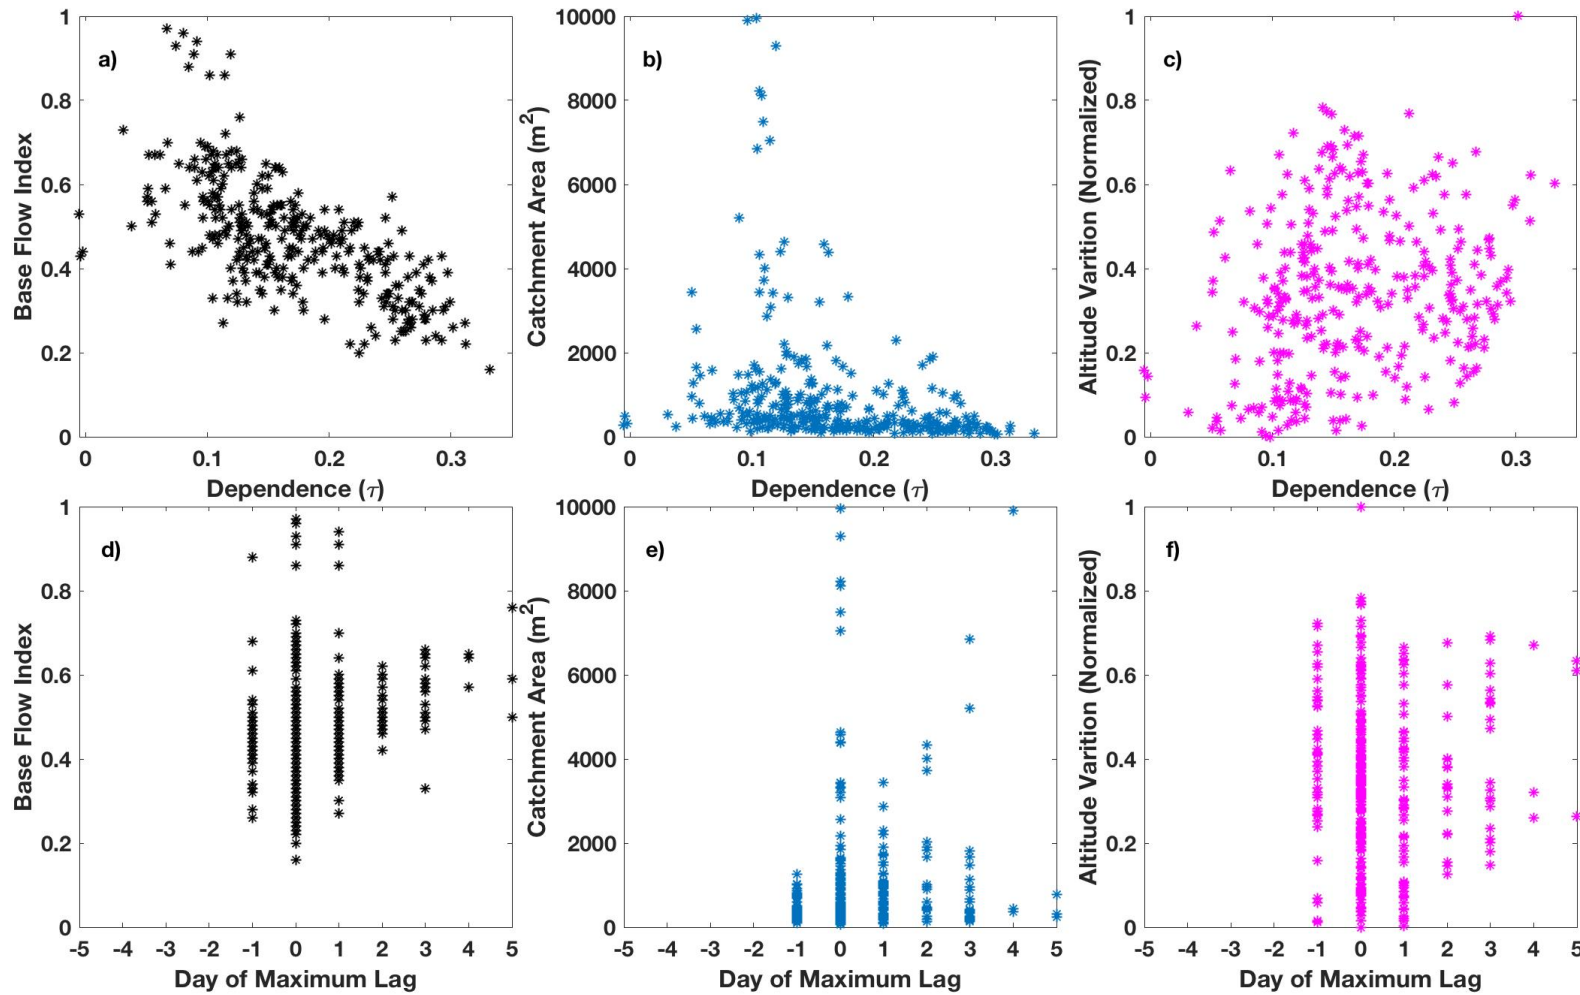 a)
Base Flow Index
1
0.8
0.6
0.4
0.2
0
0 0.1 0.2 0.3
Dependence (τ)
b)
Catchment Area (m²)
10000
8000
6000
4000
2000
0
0 0.1 0.2 0.3
Dependence (τ)
c)
Altitude Varition (Normalized)
1
0.8
0.6
0.4
0.2
0
0 0.1 0.2 0.3
Dependence (τ)
d)
Base Flow Index
1
0.8
0.6
0.4
0.2
0
-5 -4 -3 -2 -1 0 1 2 3 4 5
Day of Maximum Lag
e)
Catchment Area (m²)
10000
8000
6000
4000
2000
0
-5 -4 -3 -2 -1 0 1 2 3 4 5
Day of Maximum Lag
f)
Altitude Varition (Normalized)
1
0.8
0.6
0.4
0.2
0
-5 -4 -3 -2 -1 0 1 2 3 4 5
Day of Maximum Lag